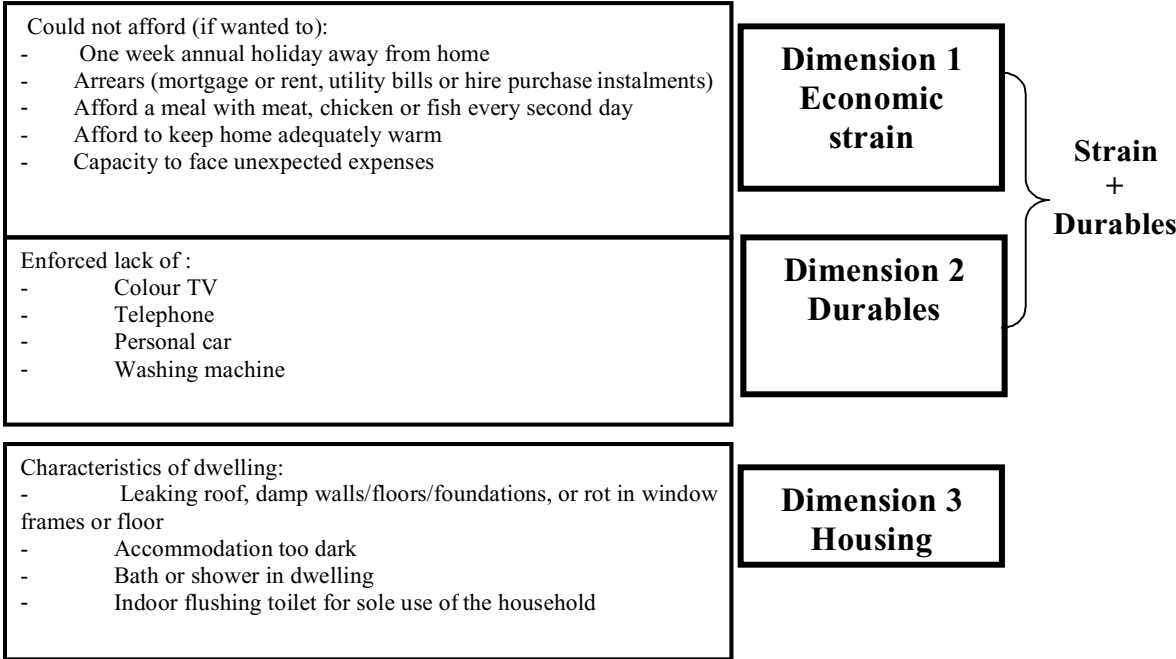 Could not afford (if wanted to):
- One week annual holiday away from home
- Arrears (mortgage or rent, utility bills or hire purchase instalments)
- Afford a meal with meat, chicken or fish every second day
- Afford to keep home adequately warm
- Capacity to face unexpected expenses
Dimension 1
Economic
strain
Enforced lack of :
- Colour TV
- Telephone
- Personal car
- Washing machine
Dimension 2
Durables
Strain
+
Durables
Characteristics of dwelling:
- Leaking roof, damp walls/floors/foundations, or rot in window
frames or floor
- Accommodation too dark
- Bath or shower in dwelling
- Indoor flushing toilet for sole use of the household
Dimension 3
Housing